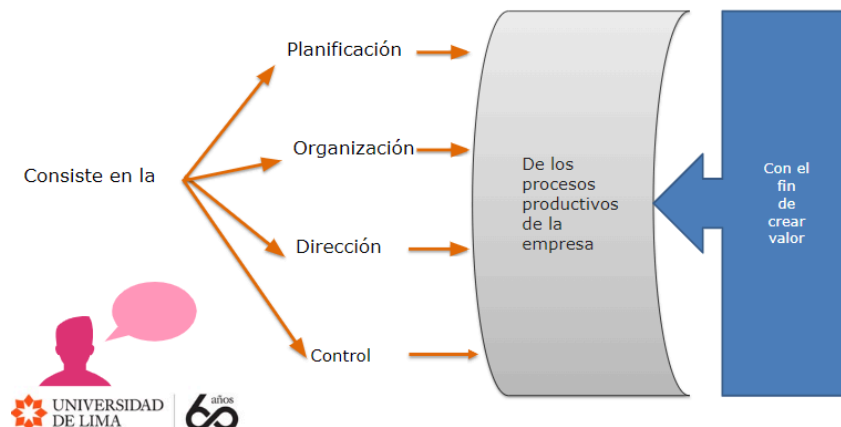 Planificación
Organización
Consiste en la
Dirección
Control
De los
procesos
productivos
de la
empresa
Con el
fin
de
crear
valor
UNIVERSIDAD
DE LIMA
60
años